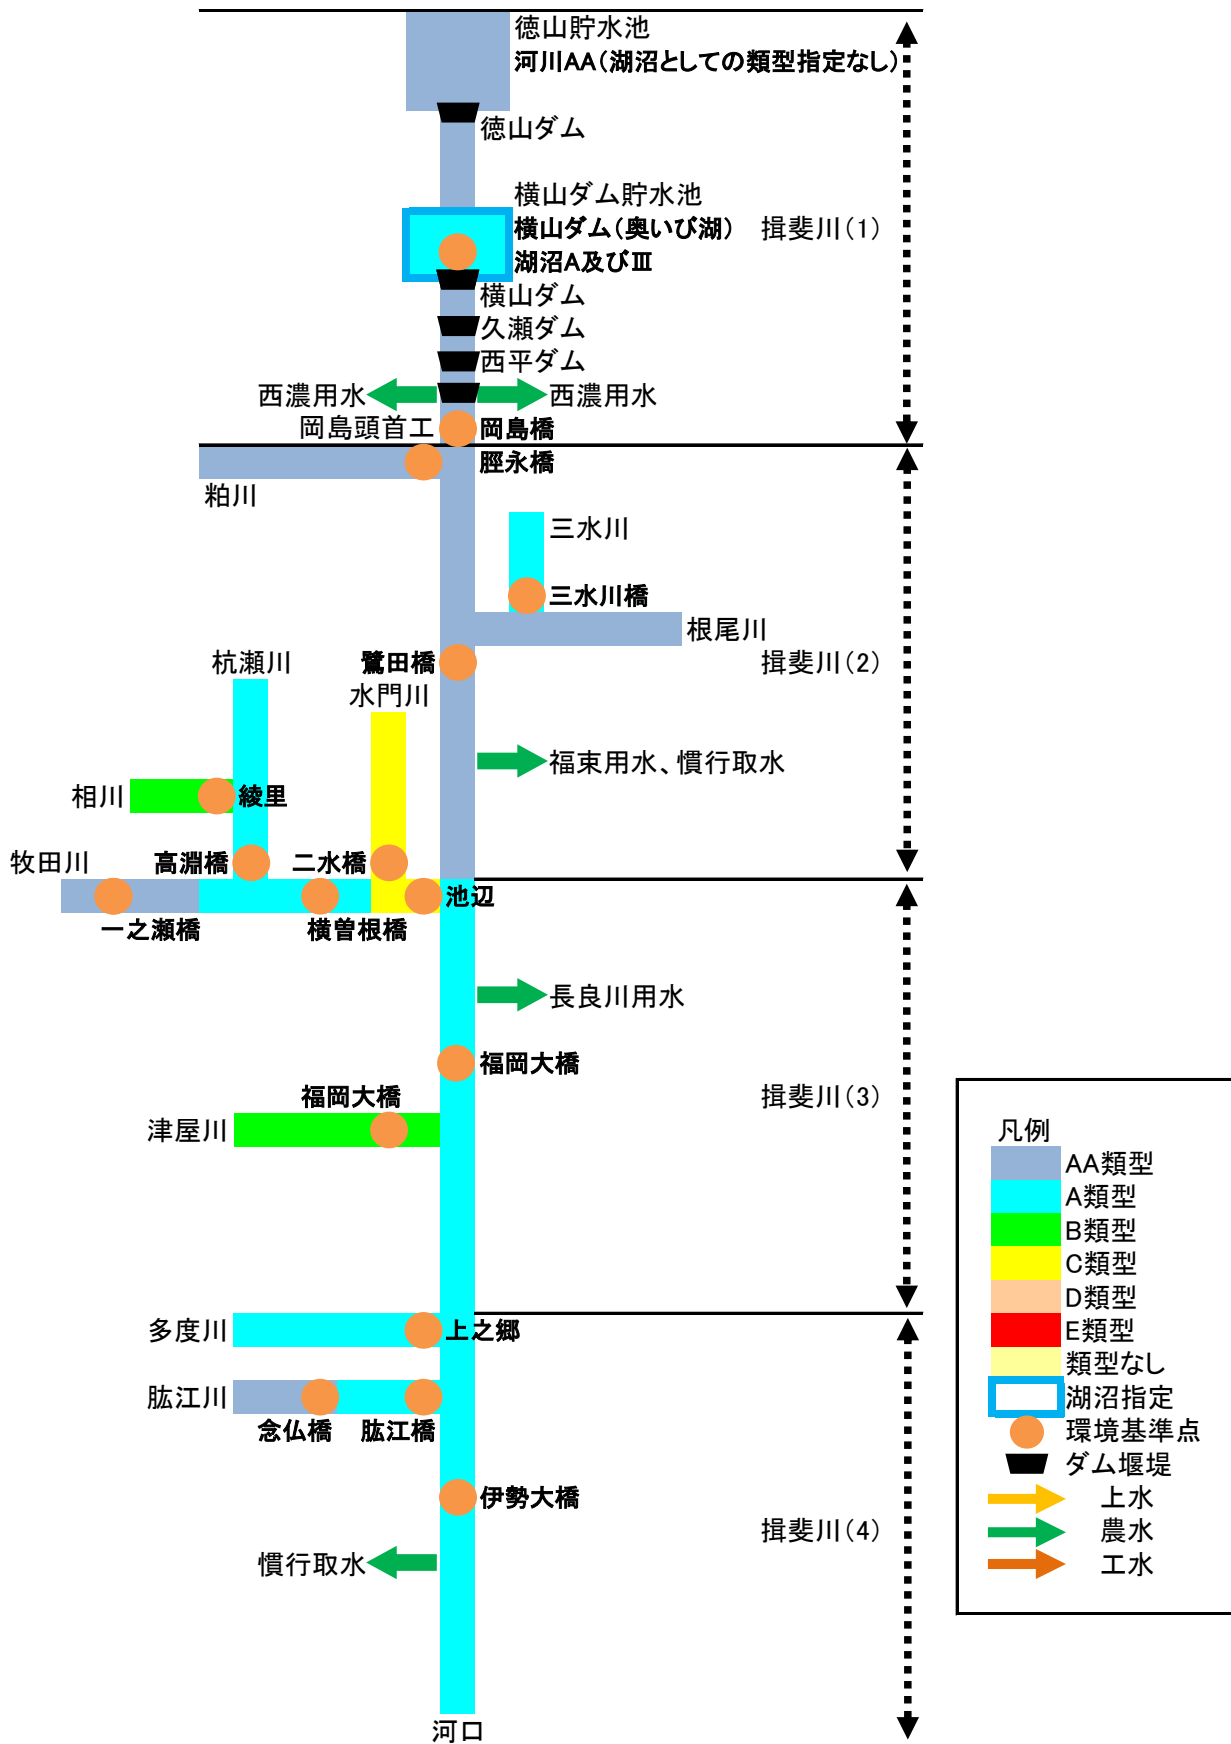 徳山貯水池
河川AA（湖沼としての類型指定なし）
徳山ダム
横山ダム貯水池
横山ダム（奥いび湖）
揖斐川（1）
湖沼A及びⅢ
横山ダム
久瀬ダム
西平ダム
西濃用水
西濃用水
岡島頭首工
岡島橋
脛永橋
粕川
三水川
三水川橋
根尾川
杭瀬川
鷺田橋
揖斐川（2）
水門川
福束用水、慣行取水
相川
綾里
牧田川
高淵橋
二水橋
池辺
一之瀬橋
横曽根橋
長良川用水
福岡大橋
福岡大橋
揖斐川（3）
津屋川
多度川
上之郷
肱江川
念仏橋
肱江橋
伊勢大橋
揖斐川（4）
慣行取水
河口
凡例
AA類型
A類型
B類型
C類型
D類型
E類型
類型なし
湖沼指定
環境基準点
ダム堰堤
上水
農水
工水